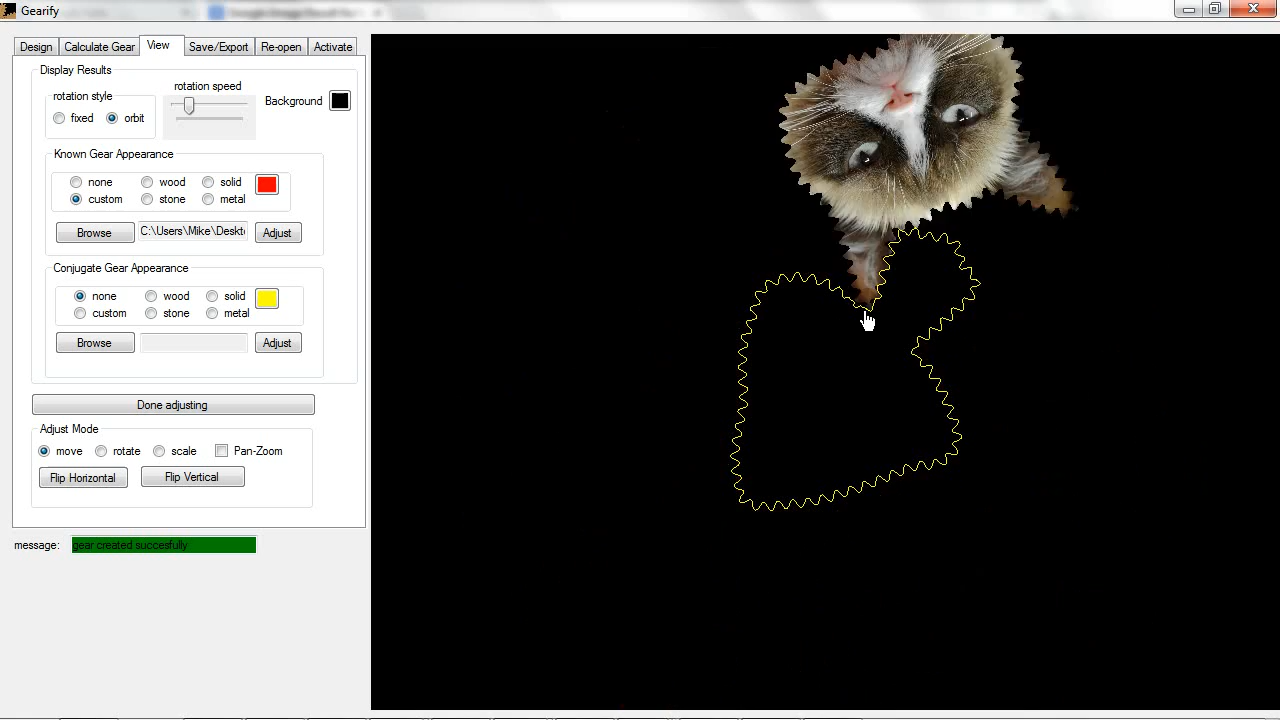 Gearify
Design Calculate Gear View Save/Export Re-open Activate
Display Results
rotation style
fixed orbit
rotation speed
Background
Known Gear Appearance
none wood solid
custom stone metal
Browse C:\Users\Mike\Deskt Adjust
Conjugate Gear Appearance
none wood solid
custom stone metal
Browse Adjust
Done adjusting
Adjust Mode
move rotate scale Pan-Zoom
Flip Horizontal Flip Vertical
message: gear created succesfully